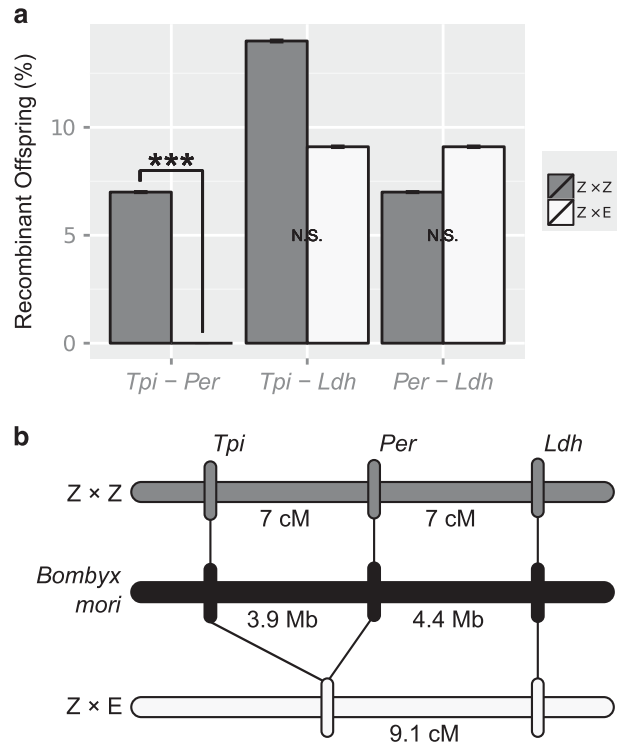 a
Recombinant Offspring (%)
10
5
0
***
N.S.
N.S.
Tpi – Per
Tpi – Ldh
Per – Ldh
Z × Z
Z × E
b
Tpi
Per
Ldh
Z × Z
7 cM
7 cM
Bombyx
mori
3.9 Mb
4.4 Mb
Z × E
9.1 cM